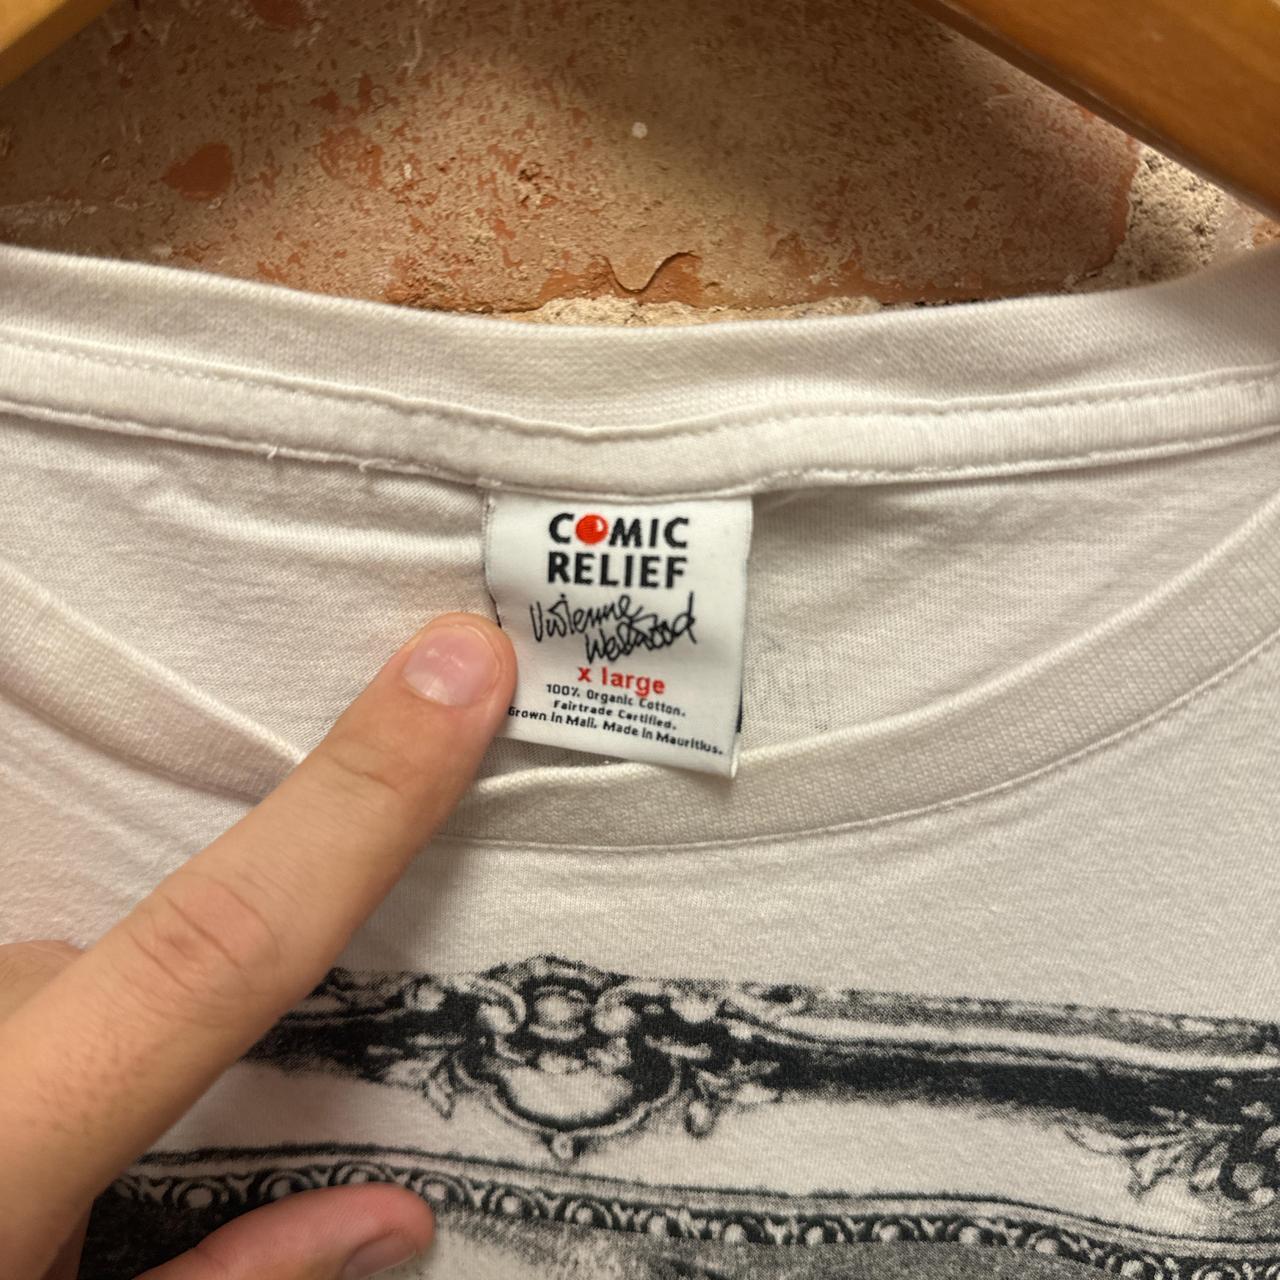 COMIC
RELIEF
Vivienne
Westwood
x large
100% Organic Cotton.
Fairtrade Certified.
Grown in Mali. Made in Mauritius.